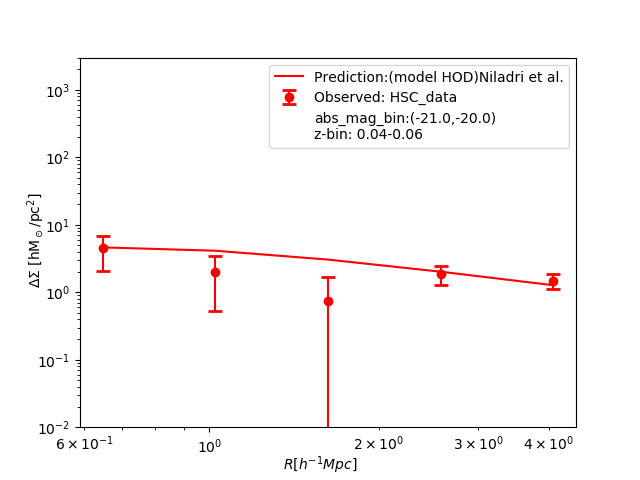 Prediction:(model HOD)Niladri et al.
Observed: HSC_data
abs_mag_bin:(-21.0,-20.0)
z-bin: 0.04-0.06
ΔΣ [hM⊙/pc²]
10³
10²
10¹
10⁰
10⁻¹
10⁻²
6 × 10⁻¹ 10⁰ 2 × 10⁰ 3 × 10⁰ 4 × 10⁰
R[h⁻¹Mpc]